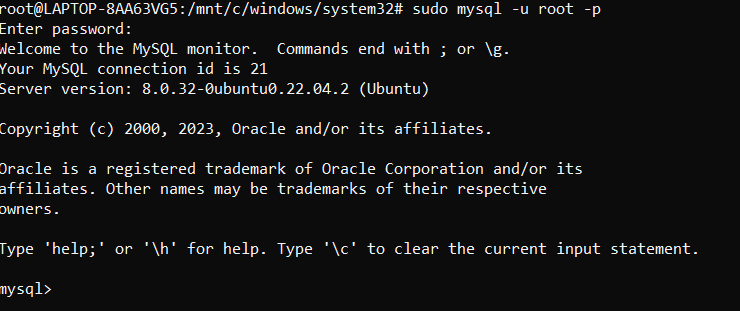 root@LAPTOP-8AA63VG5:/mnt/c/windows/system32# sudo mysql -u root -p
Enter password:
Welcome to the MySQL monitor.  Commands end with ; or \g.
Your MySQL connection id is 21
Server version: 8.0.32-0ubuntu0.22.04.2 (Ubuntu)

Copyright (c) 2000, 2023, Oracle and/or its affiliates.

Oracle is a registered trademark of Oracle Corporation and/or its
affiliates. Other names may be trademarks of their respective
owners.

Type 'help;' or '\h' for help. Type '\c' to clear the current input statement.

mysql>